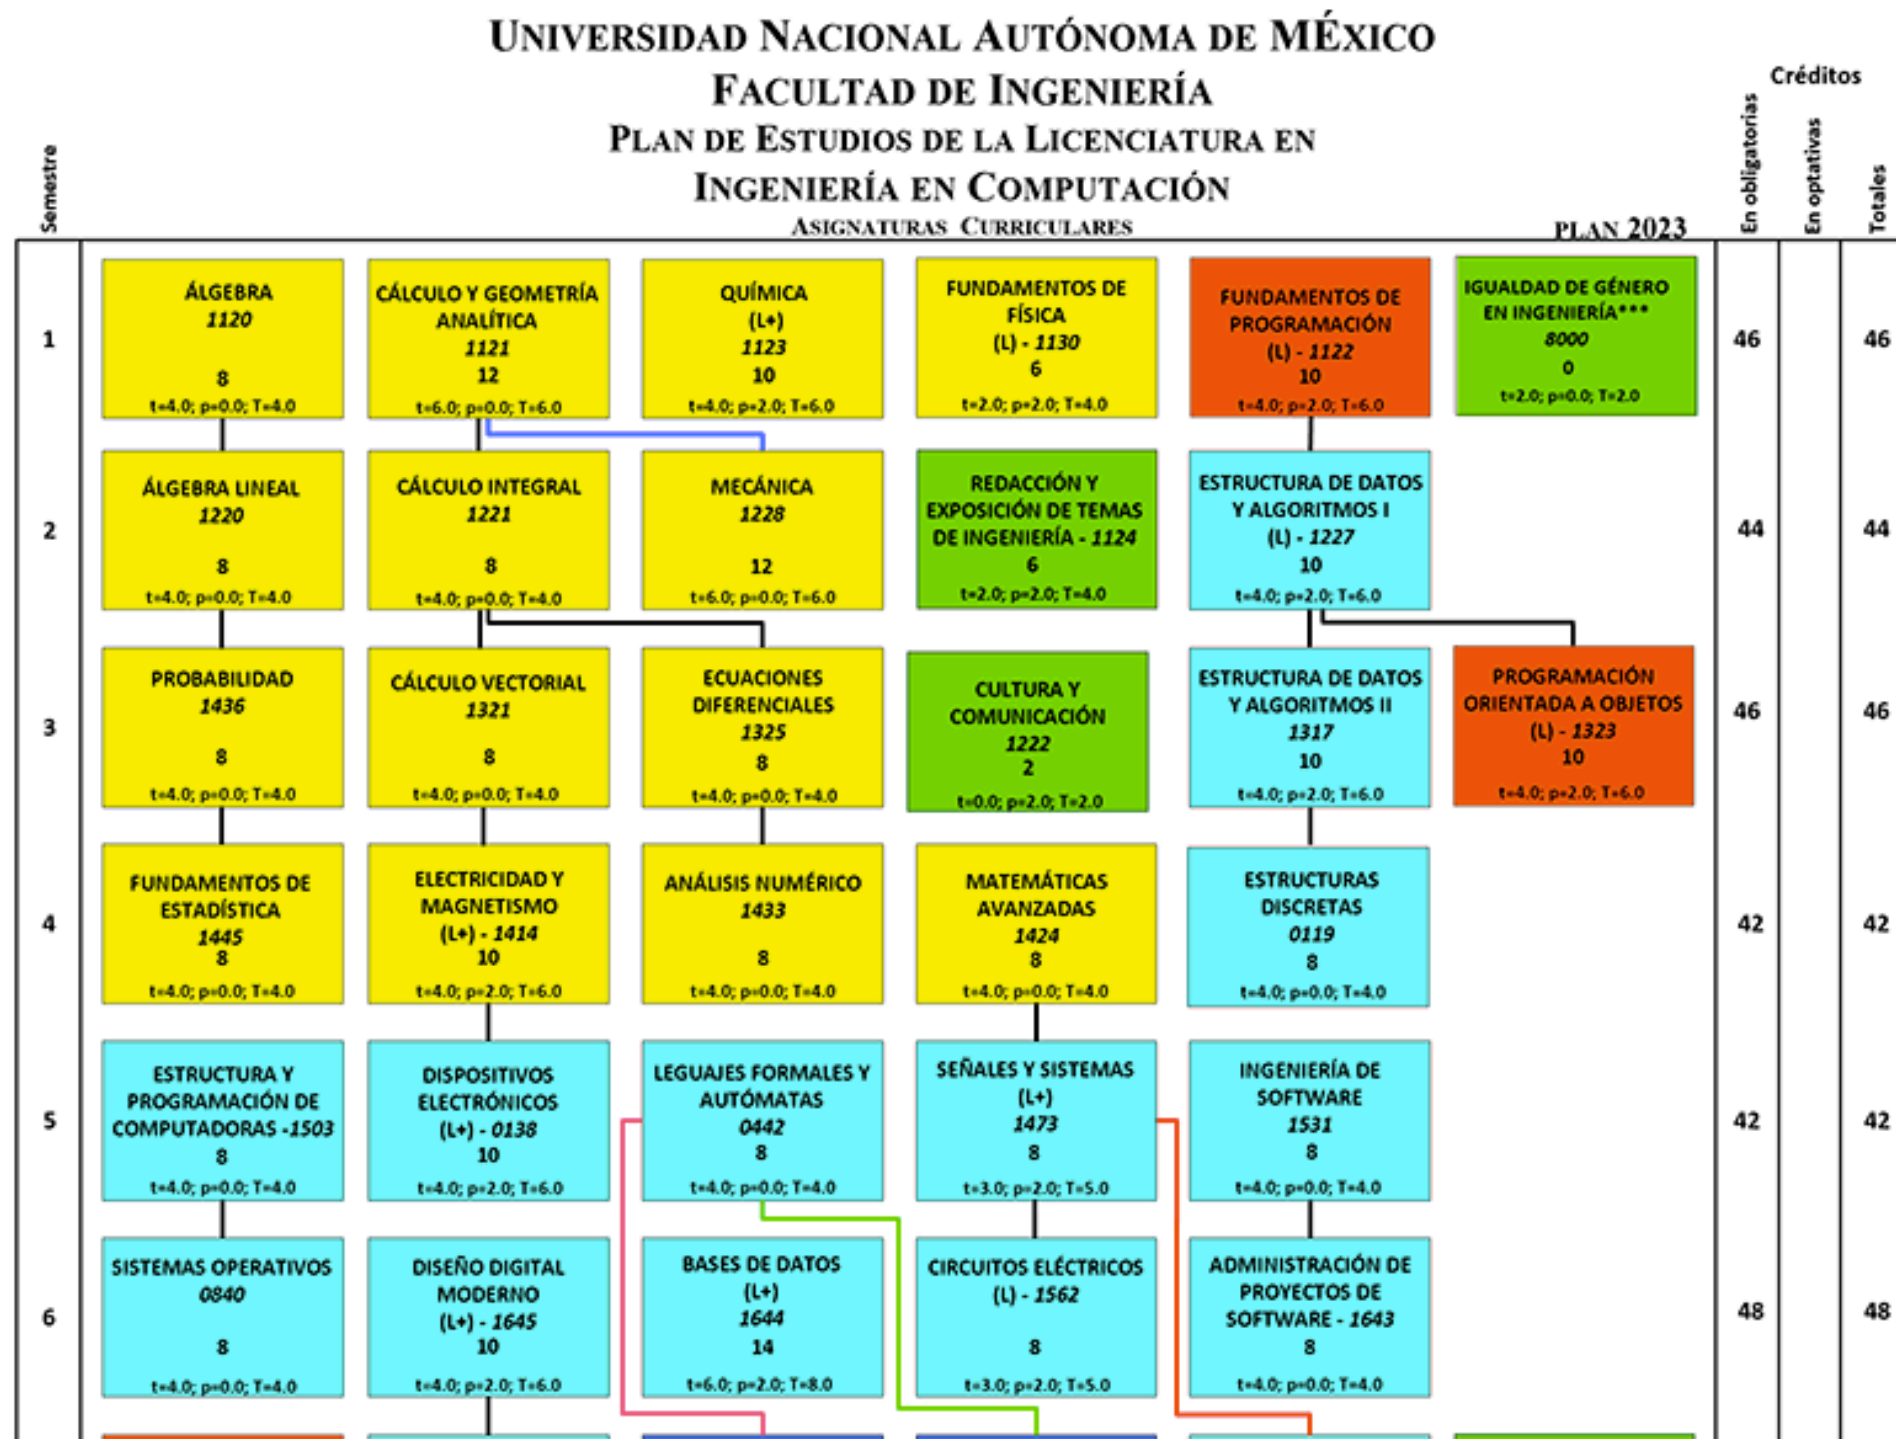 UNIVERSIDAD NACIONAL AUTÓNOMA DE MÉXICO
FACULTAD DE INGENIERÍA
PLAN DE ESTUDIOS DE LA LICENCIATURA EN
INGENIERÍA EN COMPUTACIÓN
ASIGNATURAS CURRICULARES
PLAN 2023
Créditos
Semestre
En obligatorias
En optativas
Totales
1
ÁLGEBRA
1120
8
t=4.0; p=0.0; T=4.0
CÁLCULO Y GEOMETRÍA
ANALÍTICA
1121
12
t=6.0; p=0.0; T=6.0
QUÍMICA
(L+)
1123
10
t=4.0; p=2.0; T=6.0
FUNDAMENTOS DE
FÍSICA
(L) - 1130
6
t=2.0; p=2.0; T=4.0
FUNDAMENTOS DE
PROGRAMACIÓN
(L) - 1122
10
t=4.0; p=2.0; T=6.0
IGUALDAD DE GÉNERO
EN INGENIERÍA***
8000
0
t=2.0; p=0.0; T=2.0
46
46
2
ÁLGEBRA LINEAL
1220
8
t=4.0; p=0.0; T=4.0
CÁLCULO INTEGRAL
1221
8
t=4.0; p=0.0; T=4.0
MECÁNICA
1228
12
t=6.0; p=0.0; T=6.0
REDACCIÓN Y
EXPOSICIÓN DE TEMAS
DE INGENIERÍA - 1124
6
t=2.0; p=2.0; T=4.0
ESTRUCTURA DE DATOS
Y ALGORITMOS I
(L) - 1227
10
t=4.0; p=2.0; T=6.0
44
44
3
PROBABILIDAD
1436
8
t=4.0; p=0.0; T=4.0
CÁLCULO VECTORIAL
1321
8
t=4.0; p=0.0; T=4.0
ECUACIONES
DIFERENCIALES
1325
8
t=4.0; p=0.0; T=4.0
CULTURA Y
COMUNICACIÓN
1222
2
t=0.0; p=2.0; T=2.0
ESTRUCTURA DE DATOS
Y ALGORITMOS II
1317
10
t=4.0; p=2.0; T=6.0
PROGRAMACIÓN
ORIENTADA A OBJETOS
(L) - 1323
10
t=4.0; p=2.0; T=6.0
46
46
4
FUNDAMENTOS DE
ESTADÍSTICA
1445
8
t=4.0; p=0.0; T=4.0
ELECTRICIDAD Y
MAGNETISMO
(L+) - 1414
10
t=4.0; p=2.0; T=6.0
ANÁLISIS NUMÉRICO
1433
8
t=4.0; p=0.0; T=4.0
MATEMÁTICAS
AVANZADAS
1424
8
t=4.0; p=0.0; T=4.0
ESTRUCTURAS
DISCRETAS
0119
8
t=4.0; p=0.0; T=4.0
42
42
5
ESTRUCTURA Y
PROGRAMACIÓN DE
COMPUTADORAS -1503
8
t=4.0; p=0.0; T=4.0
DISPOSITIVOS
ELECTRÓNICOS
(L+) - 0138
10
t=4.0; p=2.0; T=6.0
LEGUAJES FORMALES Y
AUTÓMATAS
0442
8
t=4.0; p=0.0; T=4.0
SEÑALES Y SISTEMAS
(L+)
1473
8
t=3.0; p=2.0; T=5.0
INGENIERÍA DE
SOFTWARE
1531
8
t=4.0; p=0.0; T=4.0
42
42
6
SISTEMAS OPERATIVOS
0840
8
t=4.0; p=0.0; T=4.0
DISEÑO DIGITAL
MODERNO
(L+) - 1645
10
t=4.0; p=2.0; T=6.0
BASES DE DATOS
(L+)
1644
14
t=6.0; p=2.0; T=8.0
CIRCUITOS ELÉCTRICOS
(L) - 1562
8
t=3.0; p=2.0; T=5.0
ADMINISTRACIÓN DE
PROYECTOS DE
SOFTWARE - 1643
8
t=4.0; p=0.0; T=4.0
48
48